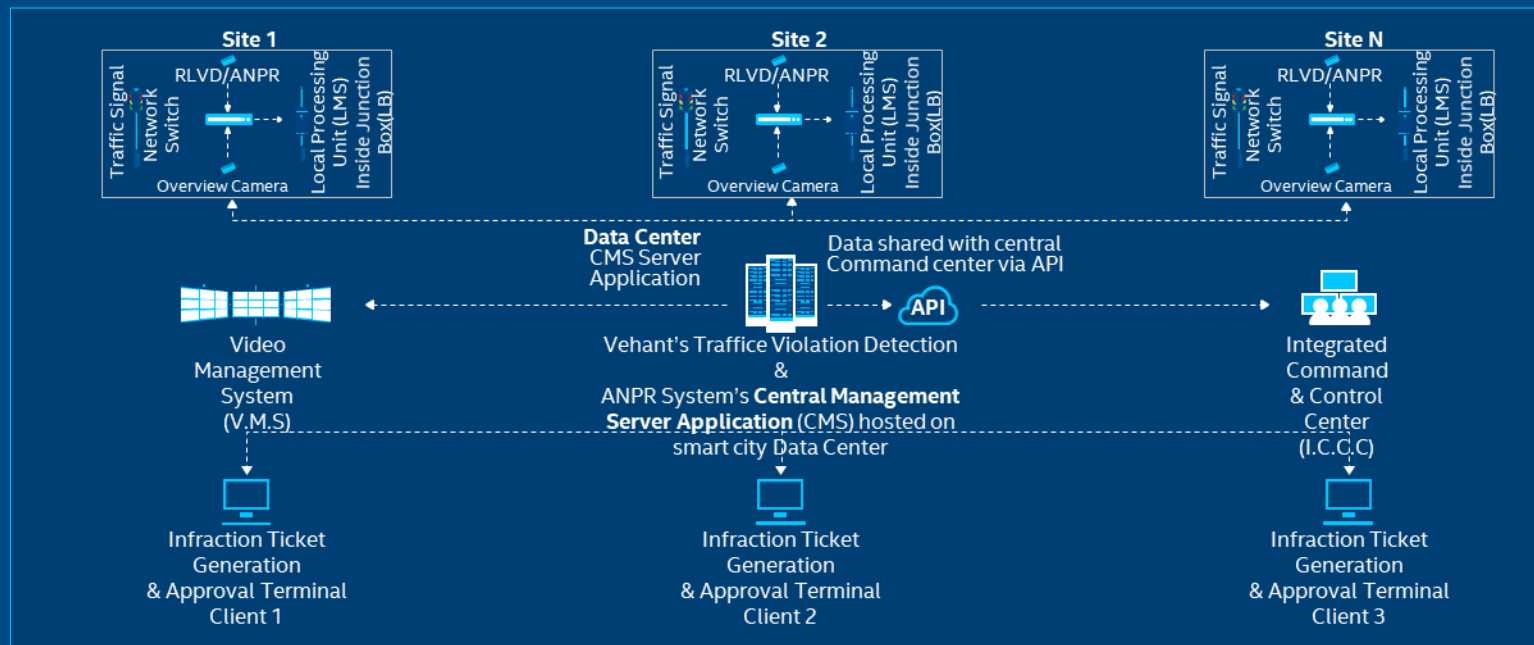 Site 1
RLVD/ANPR
Traffic Signal
Network
Switch
Local Processing
Unit (LMS)
Inside Junction
Box(LB)
Overview Camera
Site 2
RLVD/ANPR
Traffic Signal
Network
Switch
Local Processing
Unit (LMS)
Inside Junction
Box(LB)
Overview Camera
Site N
RLVD/ANPR
Traffic Signal
Network
Switch
Local Processing
Unit (LMS)
Inside Junction
Box(LB)
Overview Camera
Data Center
CMS Server
Application
Data shared with central
Command center via API
API
Video
Management
System
(V.M.S)
Vehant's Traffice Violation Detection
&
ANPR System's Central Management
Server Application (CMS) hosted on
smart city Data Center
Integrated
Command
& Control
Center
(I.C.C.C)
Infraction Ticket
Generation
& Approval Terminal
Client 1
Infraction Ticket
Generation
& Approval Terminal
Client 2
Infraction Ticket
Generation
& Approval Terminal
Client 3